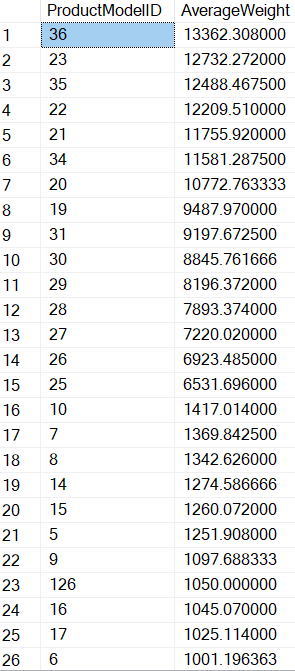 ProductModelID AverageWeight
1 36 13362.308000
2 23 12732.272000
3 35 12488.467500
4 22 12209.510000
5 21 11755.920000
6 34 11581.287500
7 20 10772.763333
8 19 9487.970000
9 31 9197.672500
10 30 8845.761666
11 29 8196.372000
12 28 7893.374000
13 27 7220.020000
14 26 6923.485000
15 25 6531.696000
16 10 1417.014000
17 7 1369.842500
18 8 1342.626000
19 14 1274.586666
20 15 1260.072000
21 5 1251.908000
22 9 1097.688333
23 126 1050.000000
24 16 1045.070000
25 17 1025.114000
26 6 1001.196363